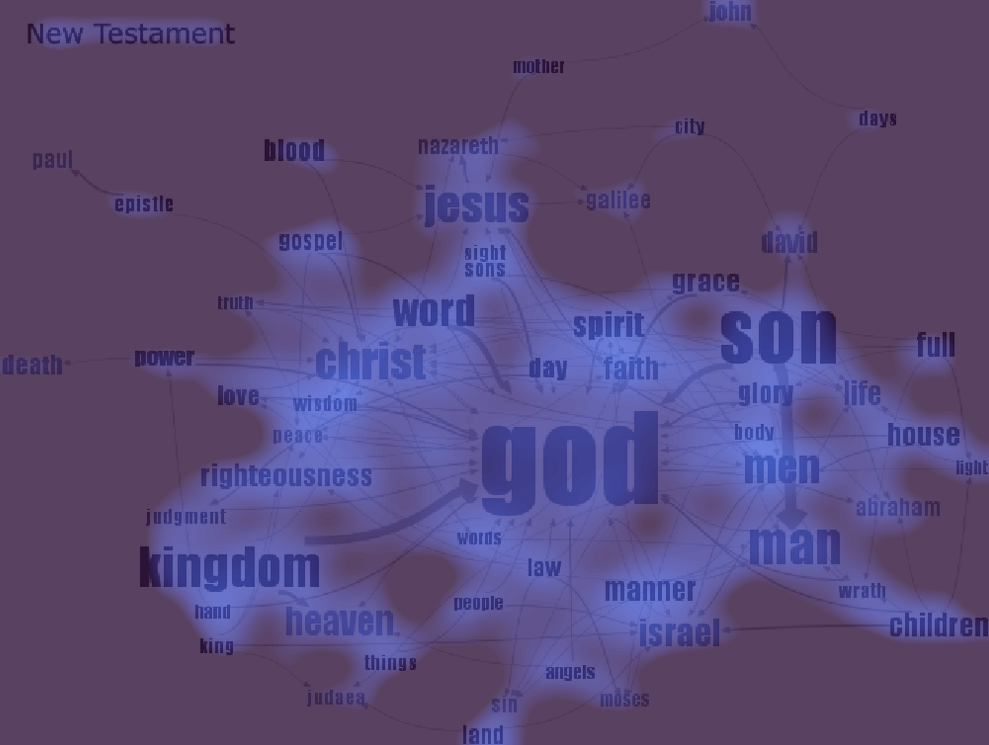 john
New Testament
mother
days
city
nazareth
blood
paul
galilee
epistle
jesus
gospel
david
sight
sons
grace
truth
word
spirit
son
full
power
christ
death
day
faith
love
wisdom
glory
life
peace
body
house
god
men
light
righteousness
abraham
judgment
words
man
kingdom
law
manner
wrath
hand
heaven
people
children
king
israel
things
angels
judaea
sin
moses
land